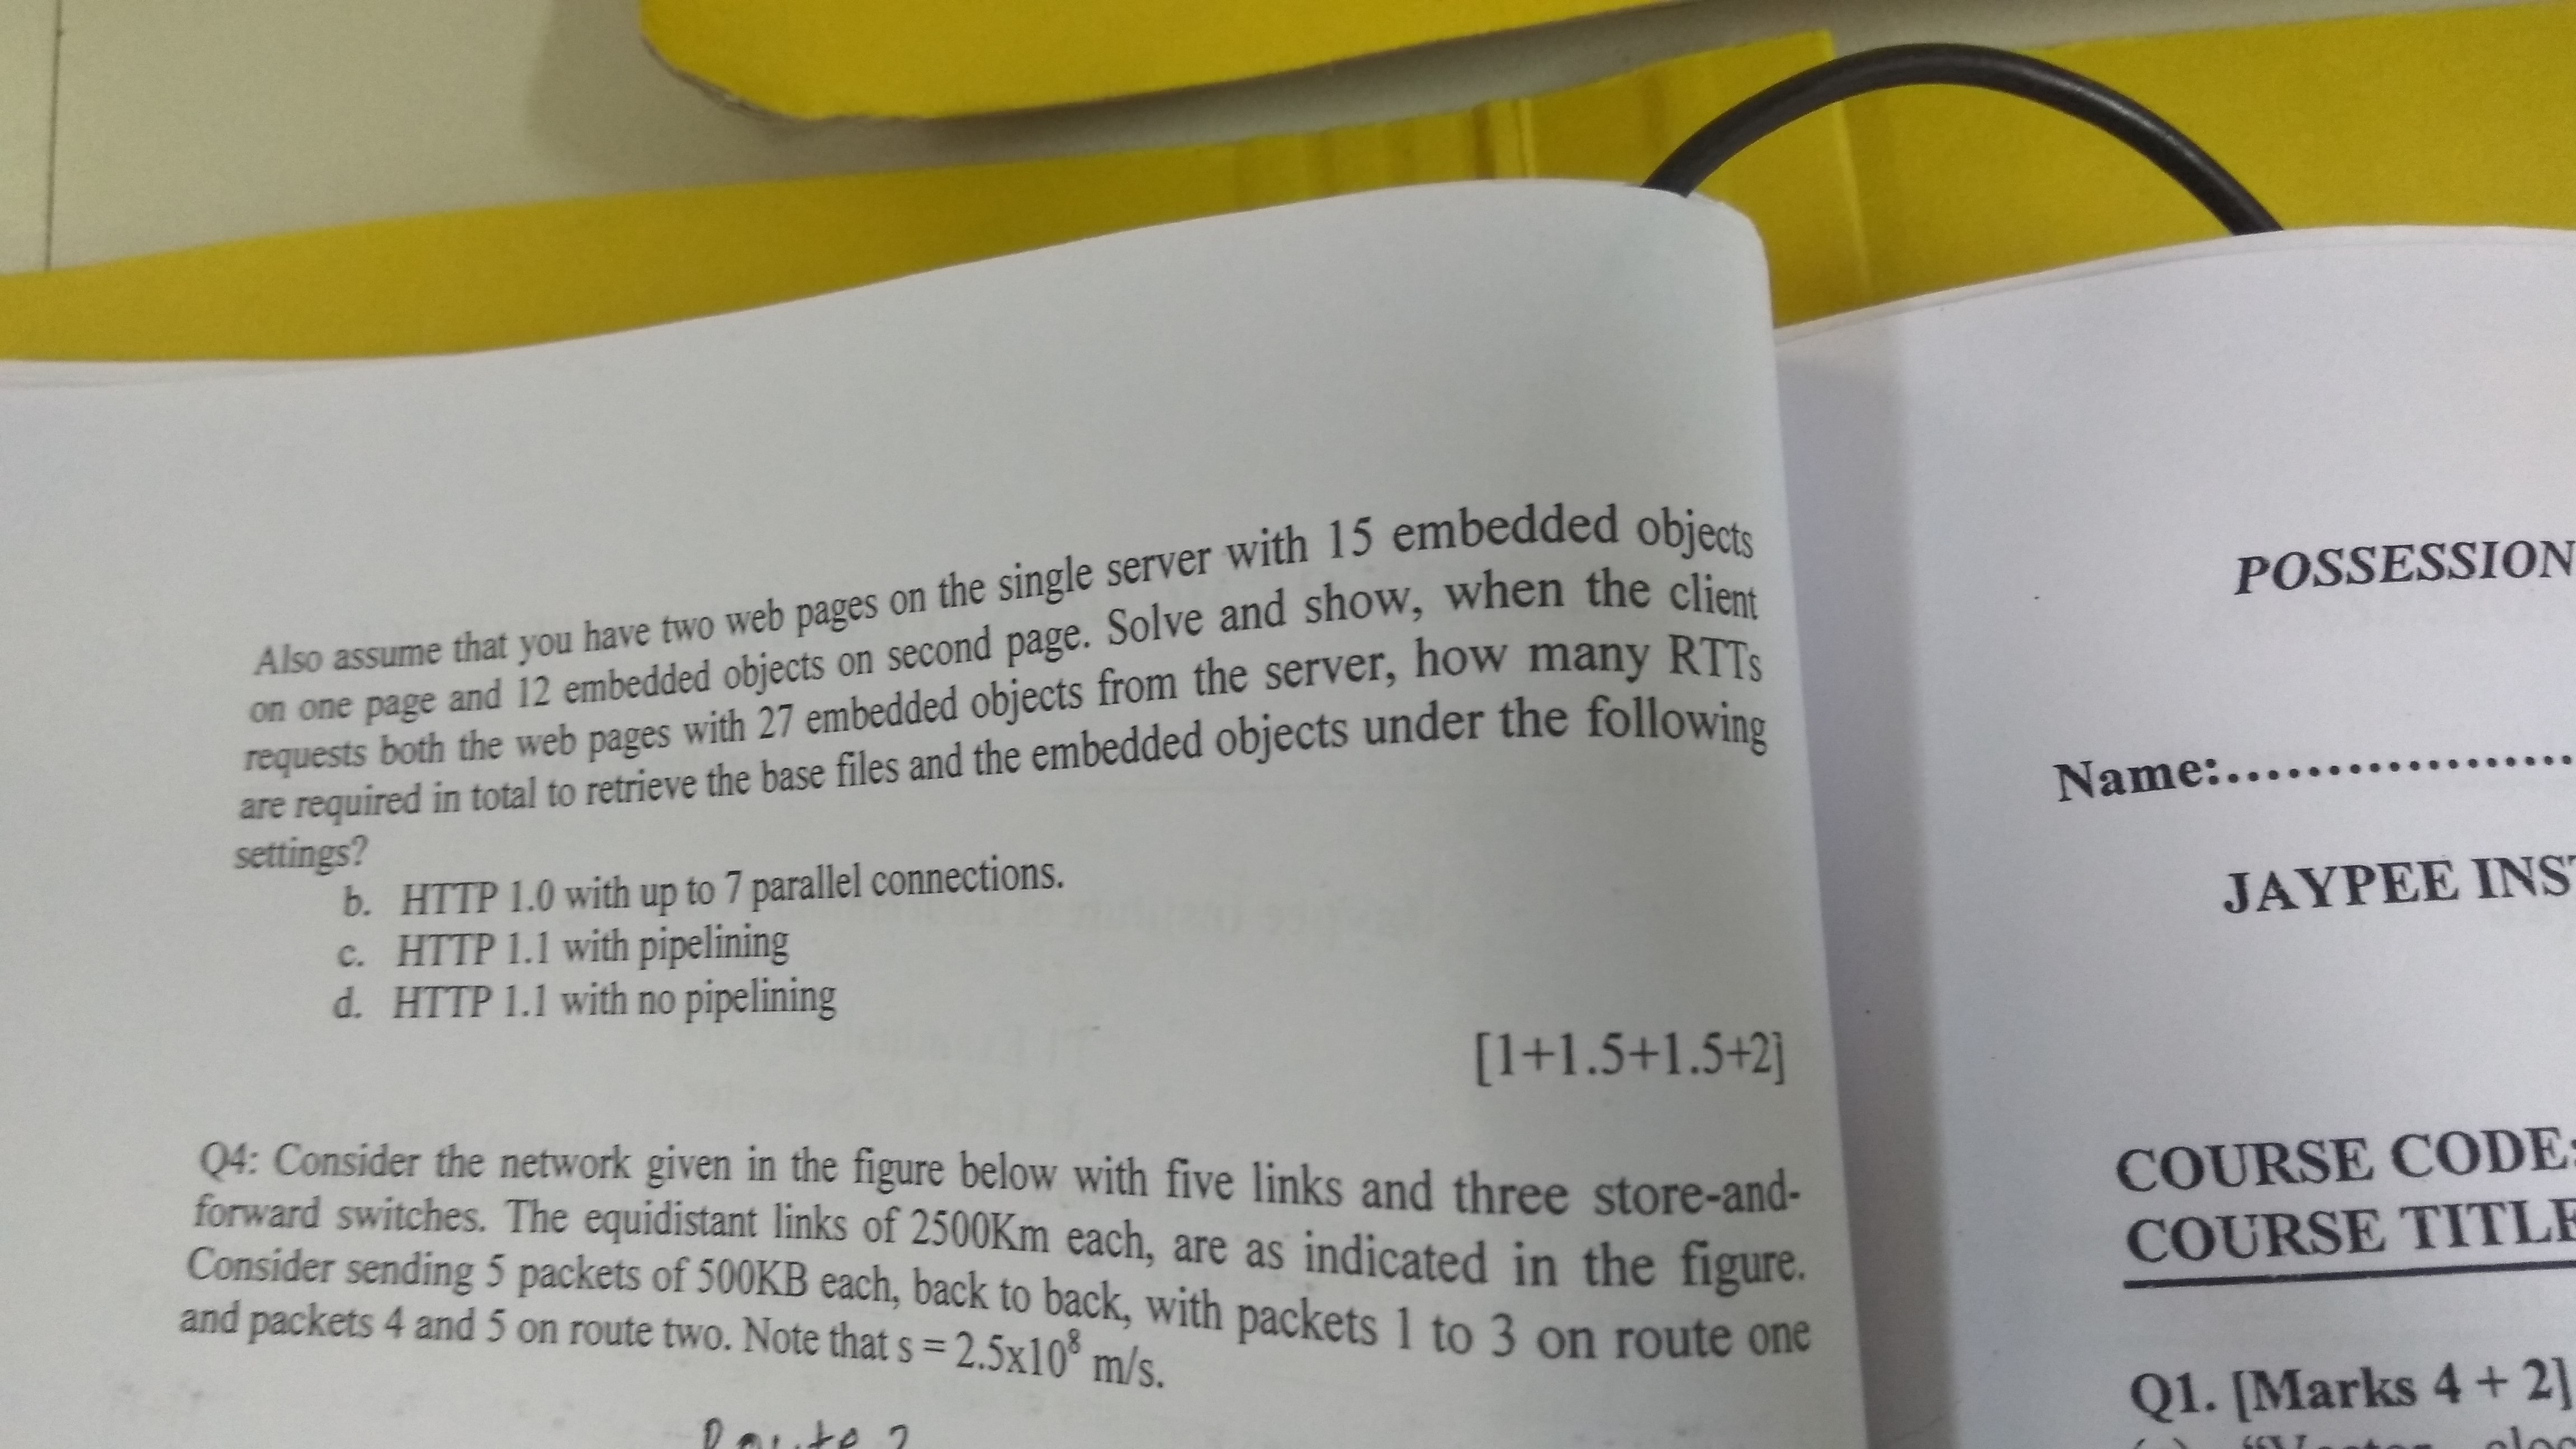 Also assume that you have two web pages on the single server with 15 embedded objects
on one page and 12 embedded objects on second page. Solve and show, when the client
requests both the web pages with 27 embedded objects from the server, how many RTTs
are required in total to retrieve the base files and the embedded objects under the following
settings?
b. HTTP 1.0 with up to 7 parallel connections.
c. HTTP 1.1 with pipelining
d. HTTP 1.1 with no pipelining
[1+1.5+1.5+2]
Q4: Consider the network given in the figure below with five links and three store-and-
forward switches. The equidistant links of 2500Km each, are as indicated in the figure.
Consider sending 5 packets of 500KB each, back to back, with packets 1 to 3 on route one
and packets 4 and 5 on route two. Note that s = 2.5x10⁸ m/s.
Route 2
POSSESSION
Name:...................
JAYPEE INST
COURSE CODE:
COURSE TITLE
Q1. [Marks 4 + 2]